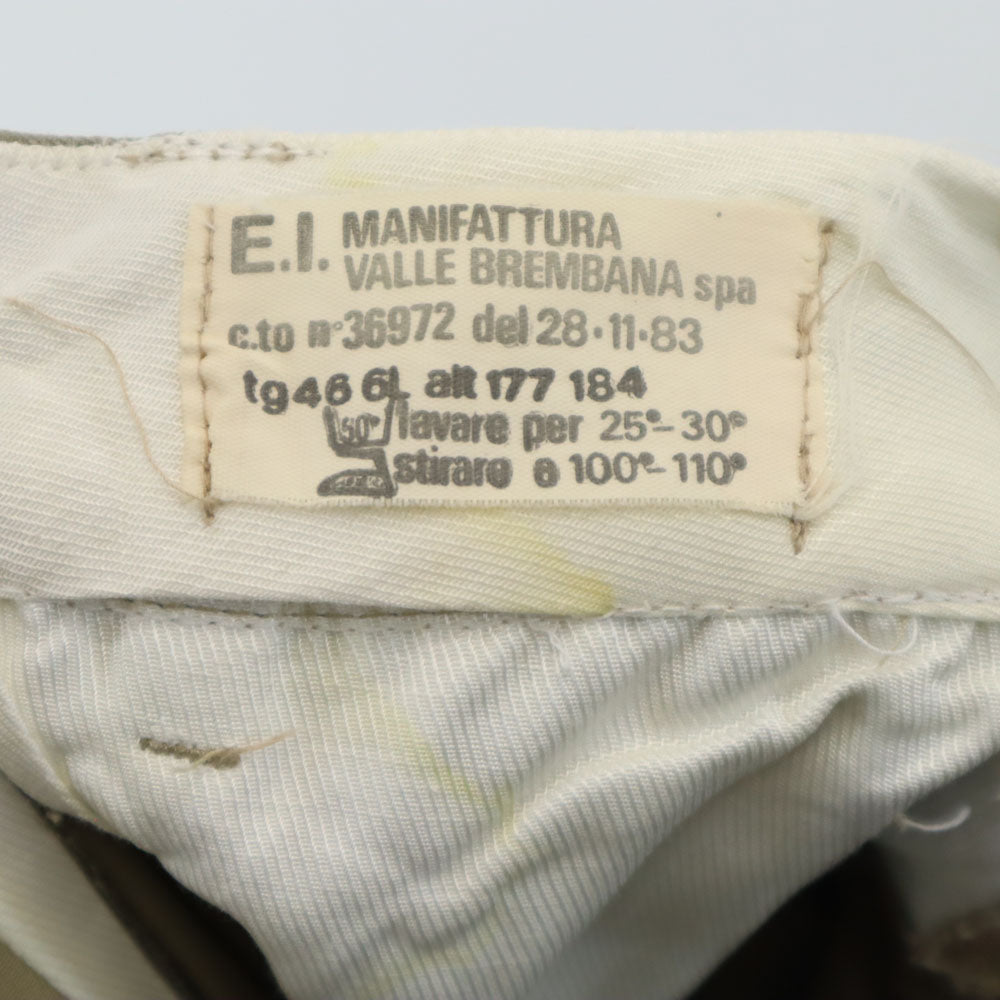 E.I. MANIFATTURA
VALLE BREMBANA spa
c.to n° 36972 del 28·11·83
tg46 6L alt 177 184
lavare per 25°-30°
stirare e 100°-110°